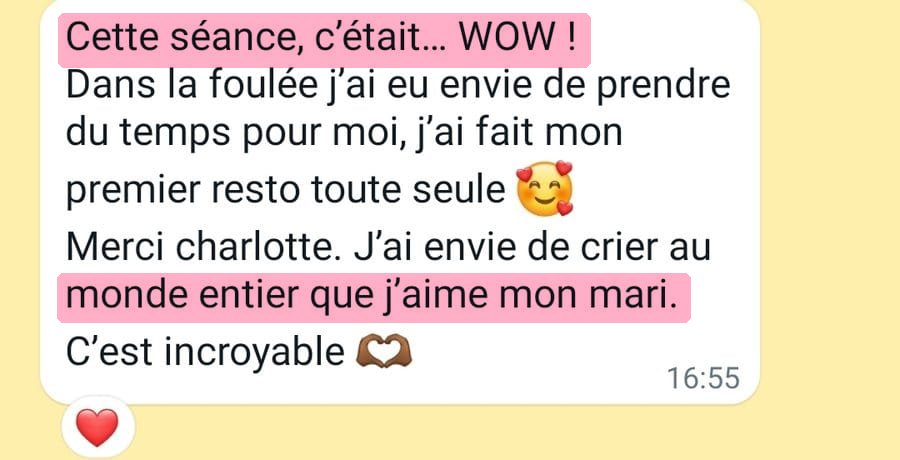 Cette séance, c’était… WOW !
Dans la foulée j’ai eu envie de prendre
du temps pour moi, j’ai fait mon
premier resto toute seule 🥰
Merci charlotte. J’ai envie de crier au
monde entier que j’aime mon mari.
C’est incroyable 🫶🏾
16:55